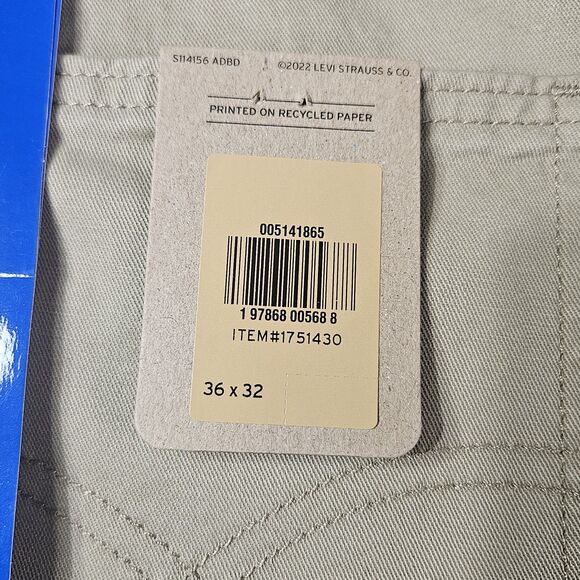 S114156 ADBD ©2022 LEVI STRAUSS & CO.
PRINTED ON RECYCLED PAPER
005141865
1 97868 00568 8
ITEM#1751430
36 x 32